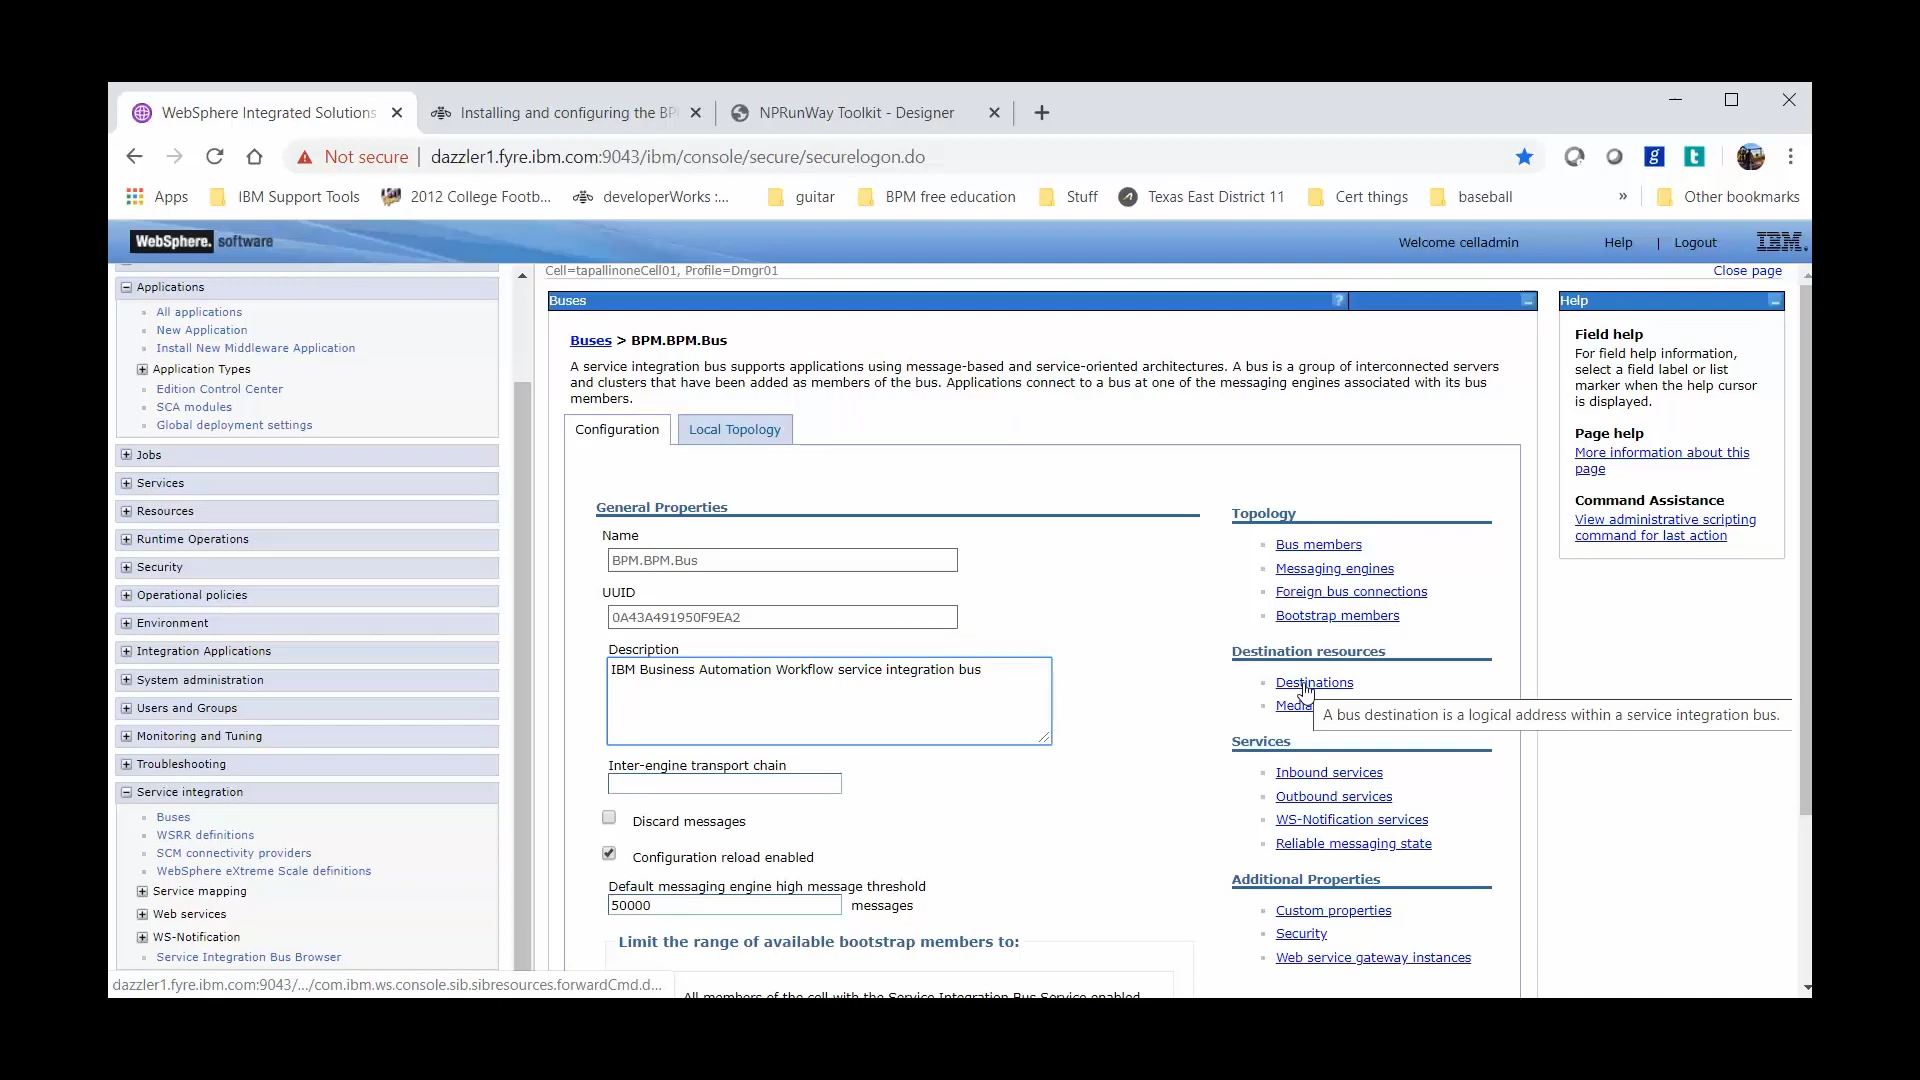 WebSphere Integrated Solutions
Installing and configuring the BP
NPRunWay Toolkit - Designer
Not secure
dazzler1.fyre.ibm.com:9043/ibm/console/secure/securelogon.do
Apps
IBM Support Tools
2012 College Footb...
developerWorks :...
guitar
BPM free education
Stuff
Texas East District 11
Cert things
baseball
»
Other bookmarks
WebSphere. software
Welcome celladmin
Help | Logout
IBM.
Applications
All applications
New Application
Install New Middleware Application
Application Types
Edition Control Center
SCA modules
Global deployment settings
Jobs
Services
Resources
Runtime Operations
Security
Operational policies
Environment
Integration Applications
System administration
Users and Groups
Monitoring and Tuning
Troubleshooting
Service integration
Buses
WSRR definitions
SCM connectivity providers
WebSphere eXtreme Scale definitions
Service mapping
Web services
WS-Notification
Service Integration Bus Browser
dazzler1.fyre.ibm.com:9043/.../com.ibm.ws.console.sib.sibresources.forwardCmd.d...
Cell=tapallinoneCell01, Profile=Dmgr01
Close page
Buses
?
Buses > BPM.BPM.Bus
A service integration bus supports applications using message-based and service-oriented architectures. A bus is a group of interconnected servers
and clusters that have been added as members of the bus. Applications connect to a bus at one of the messaging engines associated with its bus
members.
Configuration
Local Topology
General Properties
Name
BPM.BPM.Bus
UUID
0A43A491950F9EA2
Description
IBM Business Automation Workflow service integration bus
Inter-engine transport chain
Discard messages
Configuration reload enabled
Default messaging engine high message threshold
50000 messages
Limit the range of available bootstrap members to:
All members of the cell with the Service Integration Bus Service enabled
Topology
Bus members
Messaging engines
Foreign bus connections
Bootstrap members
Destination resources
Destinations
Media
A bus destination is a logical address within a service integration bus.
Services
Inbound services
Outbound services
WS-Notification services
Reliable messaging state
Additional Properties
Custom properties
Security
Web service gateway instances
Help
Field help
For field help information,
select a field label or list
marker when the help cursor
is displayed.
Page help
More information about this
page
Command Assistance
View administrative scripting
command for last action